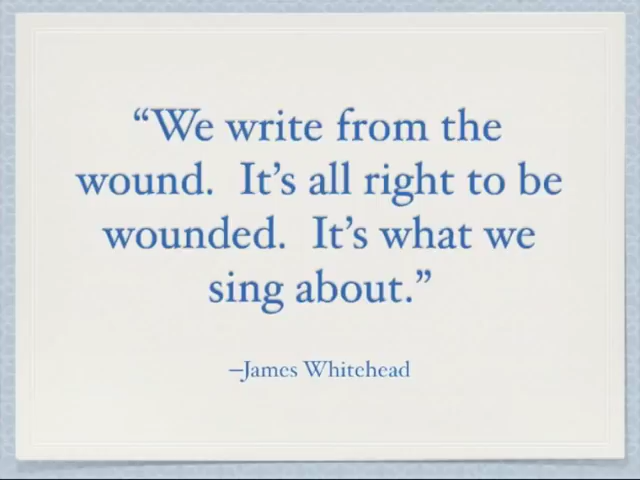 “We write from the
wound.  It’s all right to be
wounded.  It’s what we
sing about.”
–James Whitehead